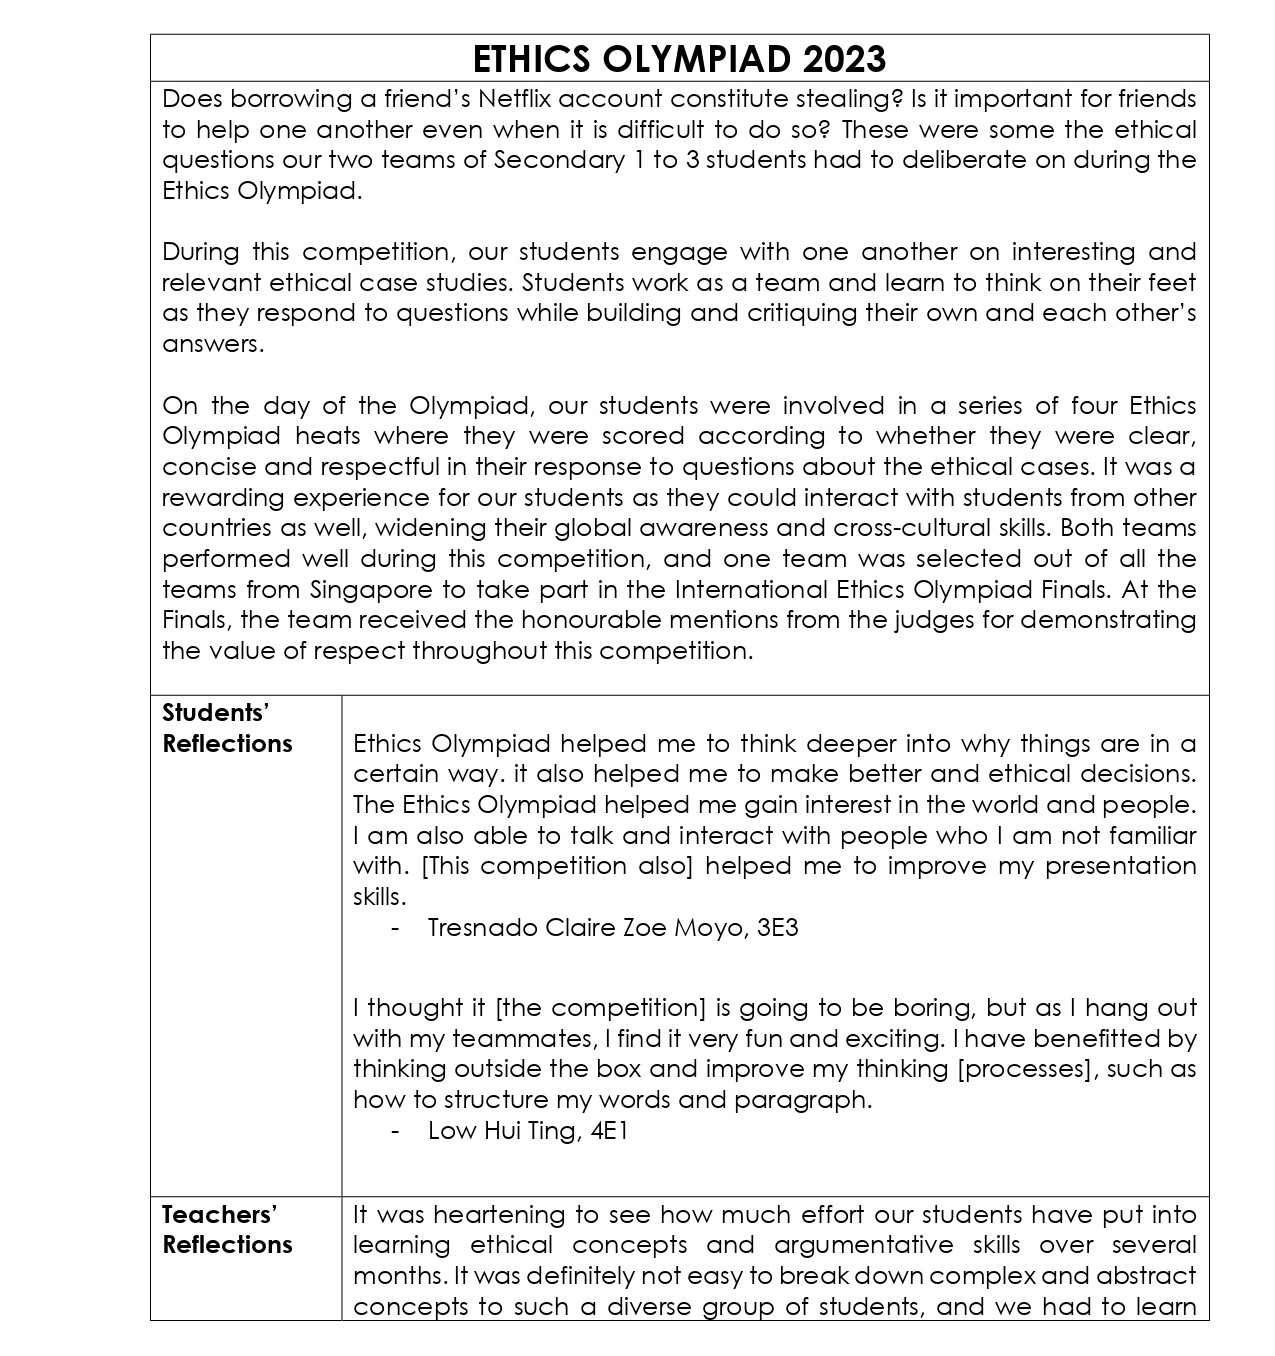 ETHICS OLYMPIAD 2023
Does borrowing a friend’s Netflix account constitute stealing? Is it important for friends
to help one another even when it is difficult to do so? These were some the ethical
questions our two teams of Secondary 1 to 3 students had to deliberate on during the
Ethics Olympiad.
During this competition, our students engage with one another on interesting and
relevant ethical case studies. Students work as a team and learn to think on their feet
as they respond to questions while building and critiquing their own and each other’s
answers.
On the day of the Olympiad, our students were involved in a series of four Ethics
Olympiad heats where they were scored according to whether they were clear,
concise and respectful in their response to questions about the ethical cases. It was a
rewarding experience for our students as they could interact with students from other
countries as well, widening their global awareness and cross-cultural skills. Both teams
performed well during this competition, and one team was selected out of all the
teams from Singapore to take part in the International Ethics Olympiad Finals. At the
Finals, the team received the honourable mentions from the judges for demonstrating
the value of respect throughout this competition.
Students’
Reflections
Ethics Olympiad helped me to think deeper into why things are in a
certain way. it also helped me to make better and ethical decisions.
The Ethics Olympiad helped me gain interest in the world and people.
I am also able to talk and interact with people who I am not familiar
with. [This competition also] helped me to improve my presentation
skills.
- Tresnado Claire Zoe Moyo, 3E3
I thought it [the competition] is going to be boring, but as I hang out
with my teammates, I find it very fun and exciting. I have benefitted by
thinking outside the box and improve my thinking [processes], such as
how to structure my words and paragraph.
- Low Hui Ting, 4E1
Teachers’
Reflections
It was heartening to see how much effort our students have put into
learning ethical concepts and argumentative skills over several
months. It was definitely not easy to break down complex and abstract
concepts to such a diverse group of students, and we had to learn